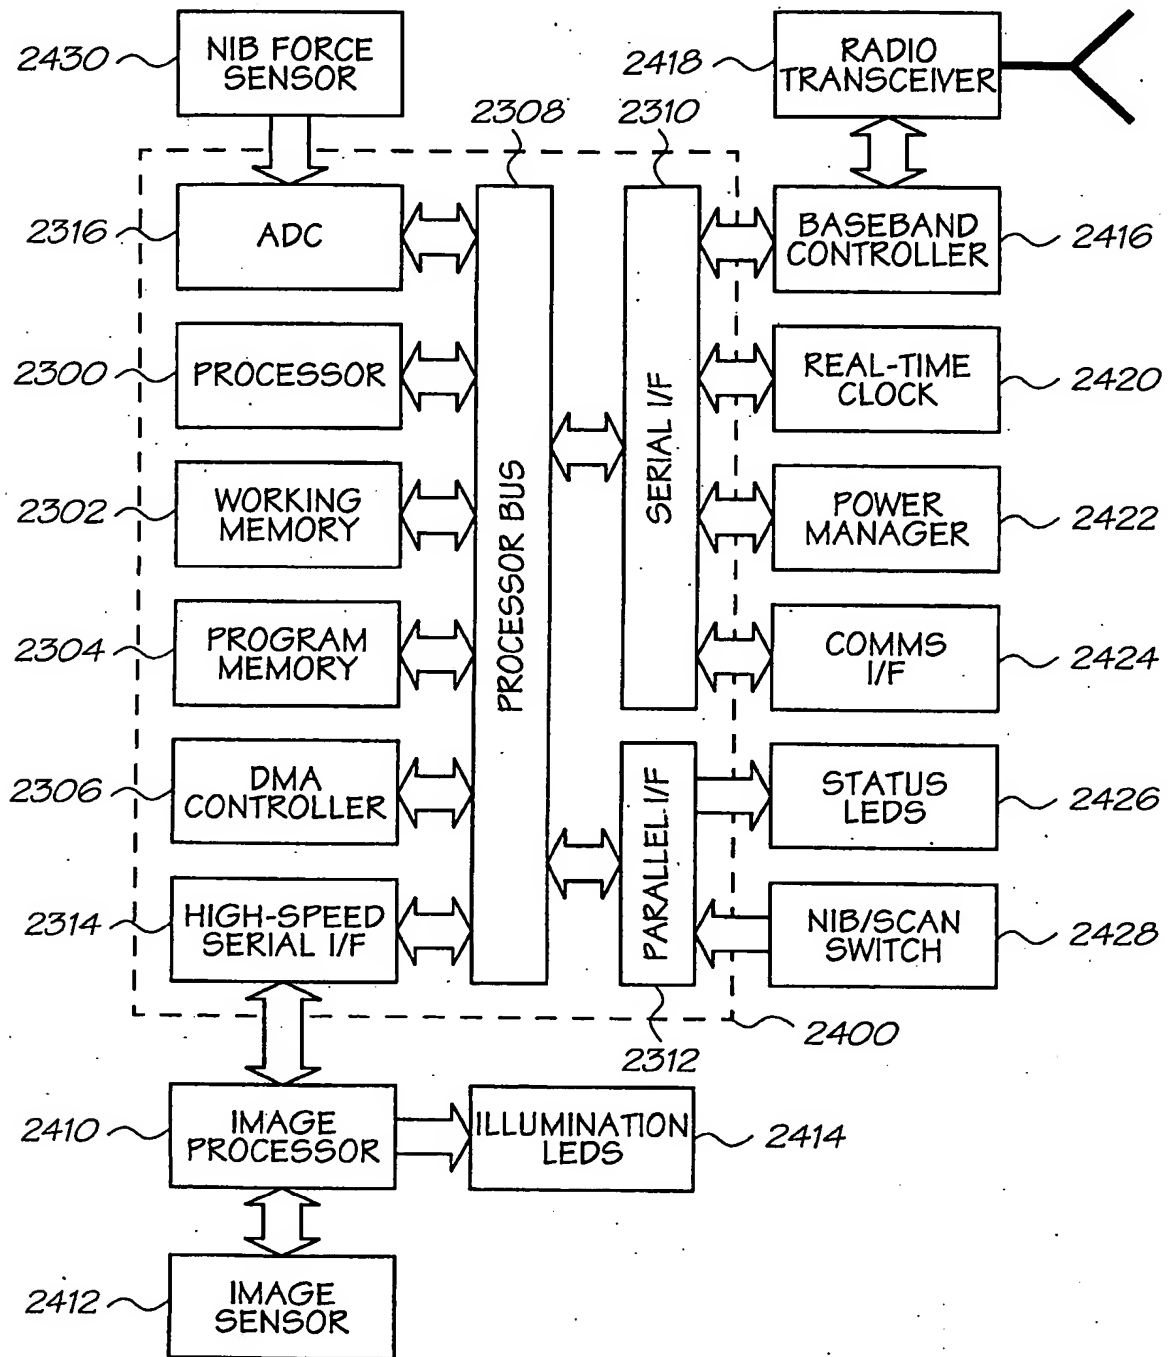 2430
NIB FORCE
SENSOR
2418
RADIO
TRANSCEIVER
2308
2310
2316
ADC
BASEBAND
CONTROLLER
2416
2300
PROCESSOR
REAL-TIME
CLOCK
2420
2302
WORKING
MEMORY
PROCESSOR BUS
SERIAL I/F
POWER
MANAGER
2422
2304
PROGRAM
MEMORY
COMMS
I/F
2424
2306
DMA
CONTROLLER
PARALLEL I/F
STATUS
LEDS
2426
2314
HIGH-SPEED
SERIAL I/F
NIB/SCAN
SWITCH
2428
2312
2400
2410
IMAGE
PROCESSOR
ILLUMINATION
LEDS
2414
2412
IMAGE
SENSOR